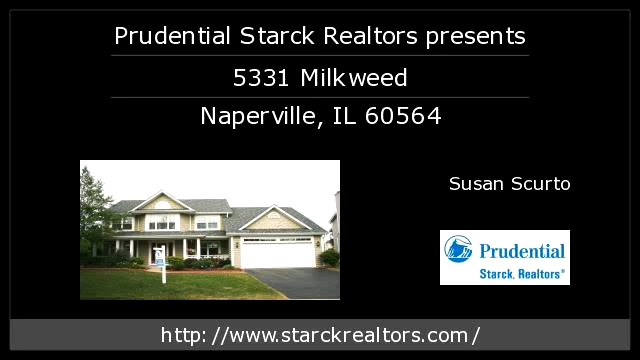 Prudential Starck Realtors presents
5331 Milkweed
Naperville, IL 60564
Susan Scurto
Prudential
Starck, Realtors®
http://www.starckrealtors.com/